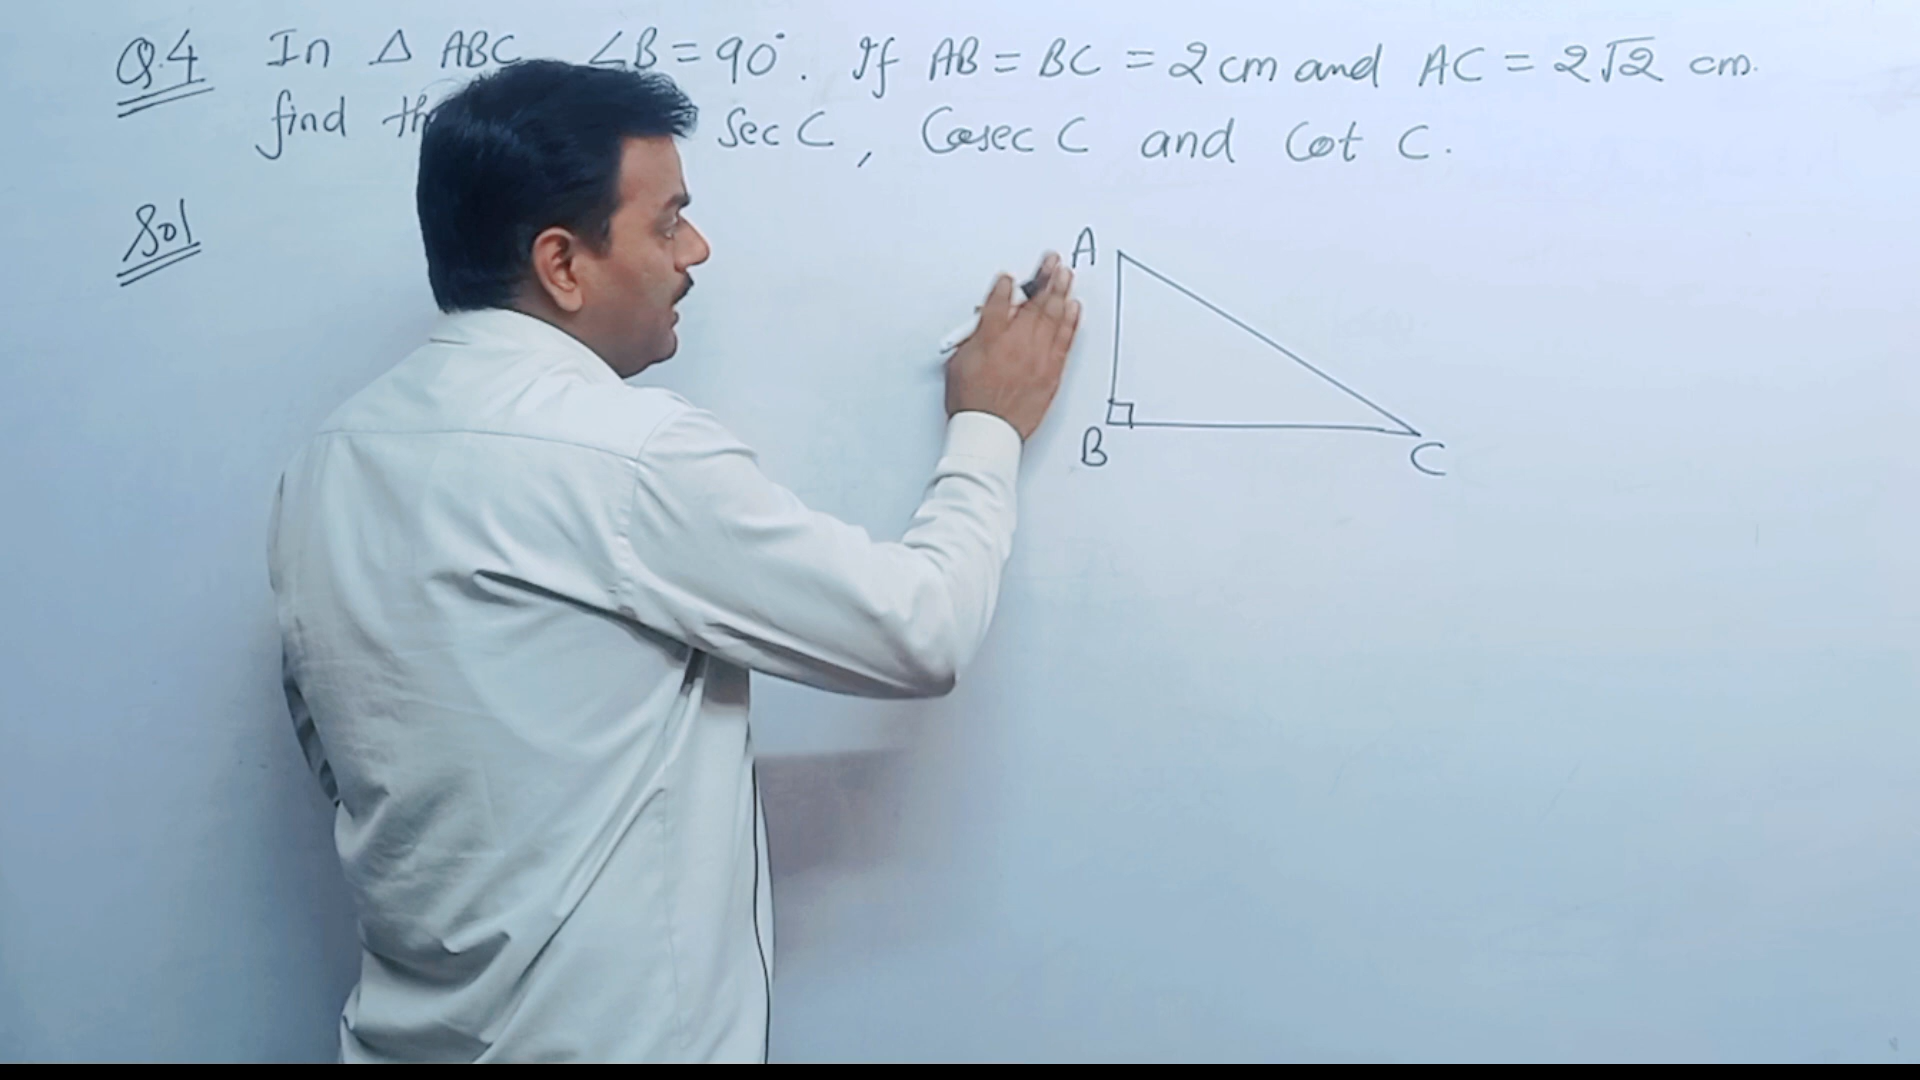 Q.4 In Δ ABC ∠B = 90°. If AB = BC = 2 cm and AC = 2√2 cm.
find Sec C, Cosec C and Cot C.
Sol
A
B
C